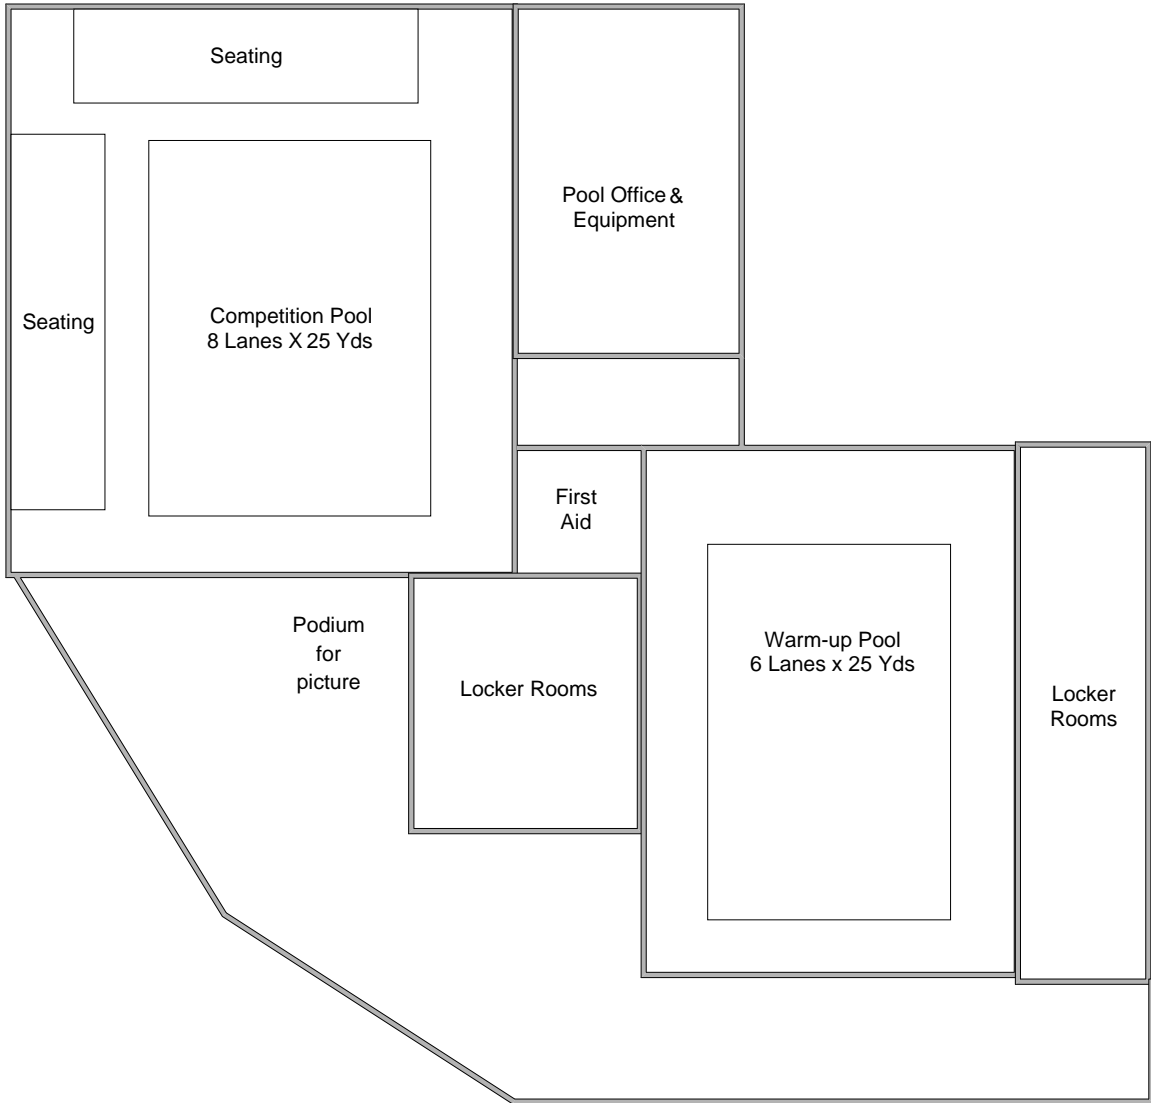 Seating
Pool Office &
Equipment
Seating
Competition Pool
8 Lanes X 25 Yds
First
Aid
Podium
for
picture
Locker Rooms
Warm-up Pool
6 Lanes x 25 Yds
Locker
Rooms